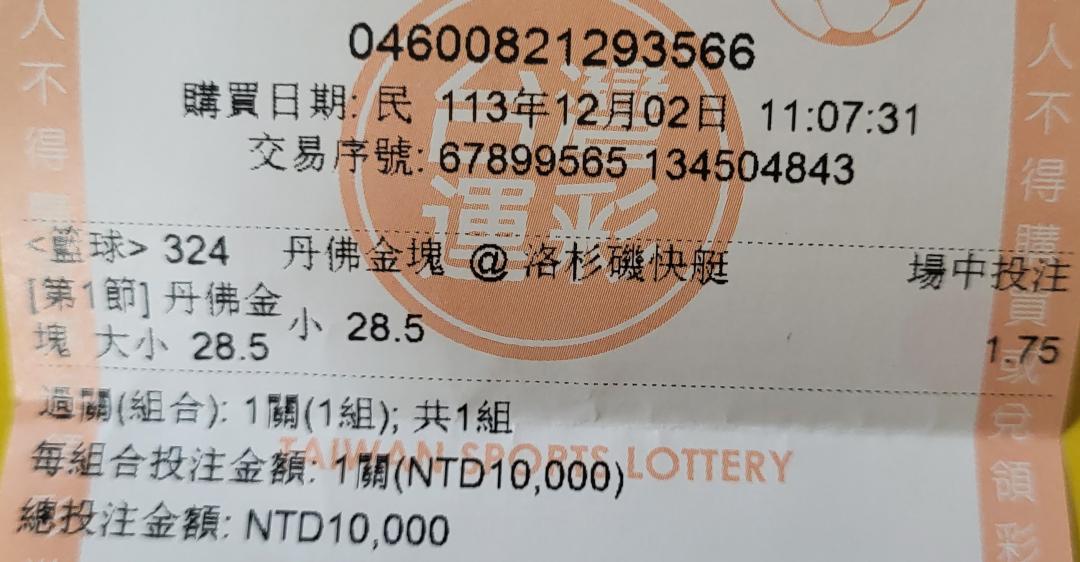 04600821293566
購買日期: 民 113年12月02日 11:07:31
交易序號: 67899565 134504843
台灣
運彩
<籃球> 324 丹佛金塊 @ 洛杉磯快艇 場中投注
[第1節] 丹佛金
塊 大小 28.5 小 28.5 1.75
過關(組合): 1關(1組); 共1組
TAIWAN SPORTS LOTTERY
每組合投注金額: 1關(NTD10,000)
總投注金額: NTD10,000
人不得購
人不得購買或兌領彩